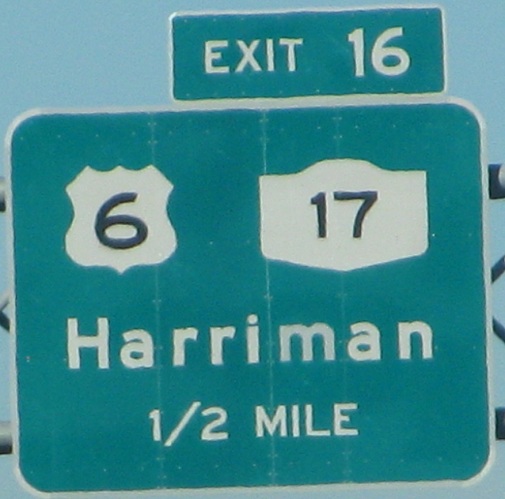 EXIT 16
6 17
Harriman
1/2 MILE